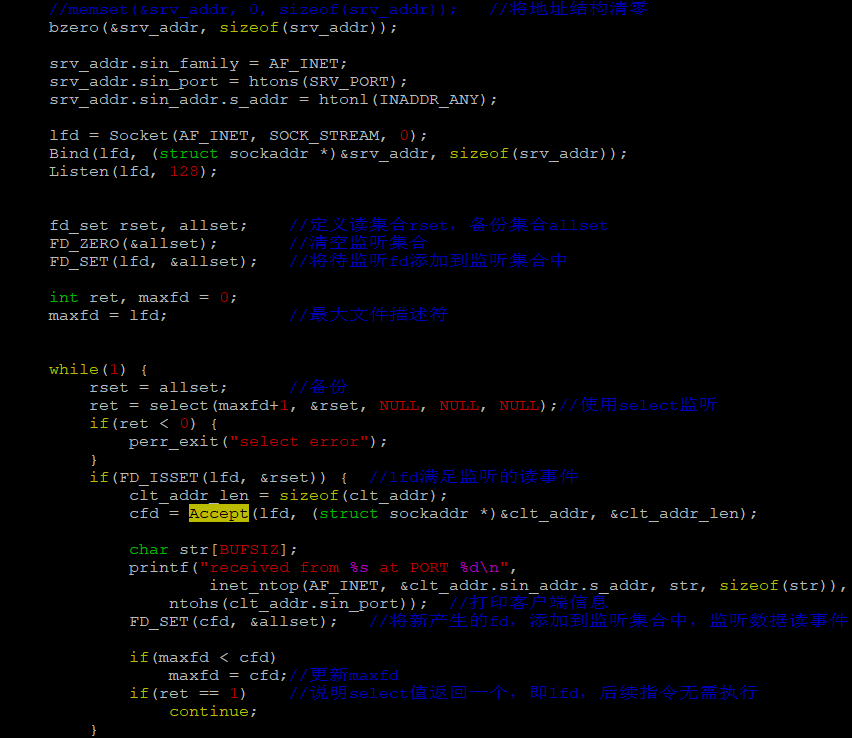 //memset(&srv_addr, 0, sizeof(srv_addr));   //将地址结构清零
bzero(&srv_addr, sizeof(srv_addr));
srv_addr.sin_family = AF_INET;
srv_addr.sin_port = htons(SRV_PORT);
srv_addr.sin_addr.s_addr = htonl(INADDR_ANY);
lfd = Socket(AF_INET, SOCK_STREAM, 0);
Bind(lfd, (struct sockaddr *)&srv_addr, sizeof(srv_addr));
Listen(lfd, 128);
fd_set rset, allset;    //定义读集合rset，备份集合allset
FD_ZERO(&allset);       //清空监听集合
FD_SET(lfd, &allset);   //将待监听fd添加到监听集合中
int ret, maxfd = 0;
maxfd = lfd;            //最大文件描述符
while(1) {
    rset = allset;      //备份
    ret = select(maxfd+1, &rset, NULL, NULL, NULL);//使用select监听
    if(ret < 0) {
        perr_exit("select error");
    }
    if(FD_ISSET(lfd, &rset)) {  //lfd满足监听的读事件
        clt_addr_len = sizeof(clt_addr);
        cfd = Accept(lfd, (struct sockaddr *)&clt_addr, &clt_addr_len);
        char str[BUFSIZ];
        printf("received from %s at PORT %d\n",
                inet_ntop(AF_INET, &clt_addr.sin_addr.s_addr, str, sizeof(str)),
            ntohs(clt_addr.sin_port));  //打印客户端信息
        FD_SET(cfd, &allset);   //将新产生的fd，添加到监听集合中，监听数据读事件
        if(maxfd < cfd)
            maxfd = cfd;//更新maxfd
        if(ret == 1)    //说明select值返回一个，即lfd，后续指令无需执行
            continue;
    }